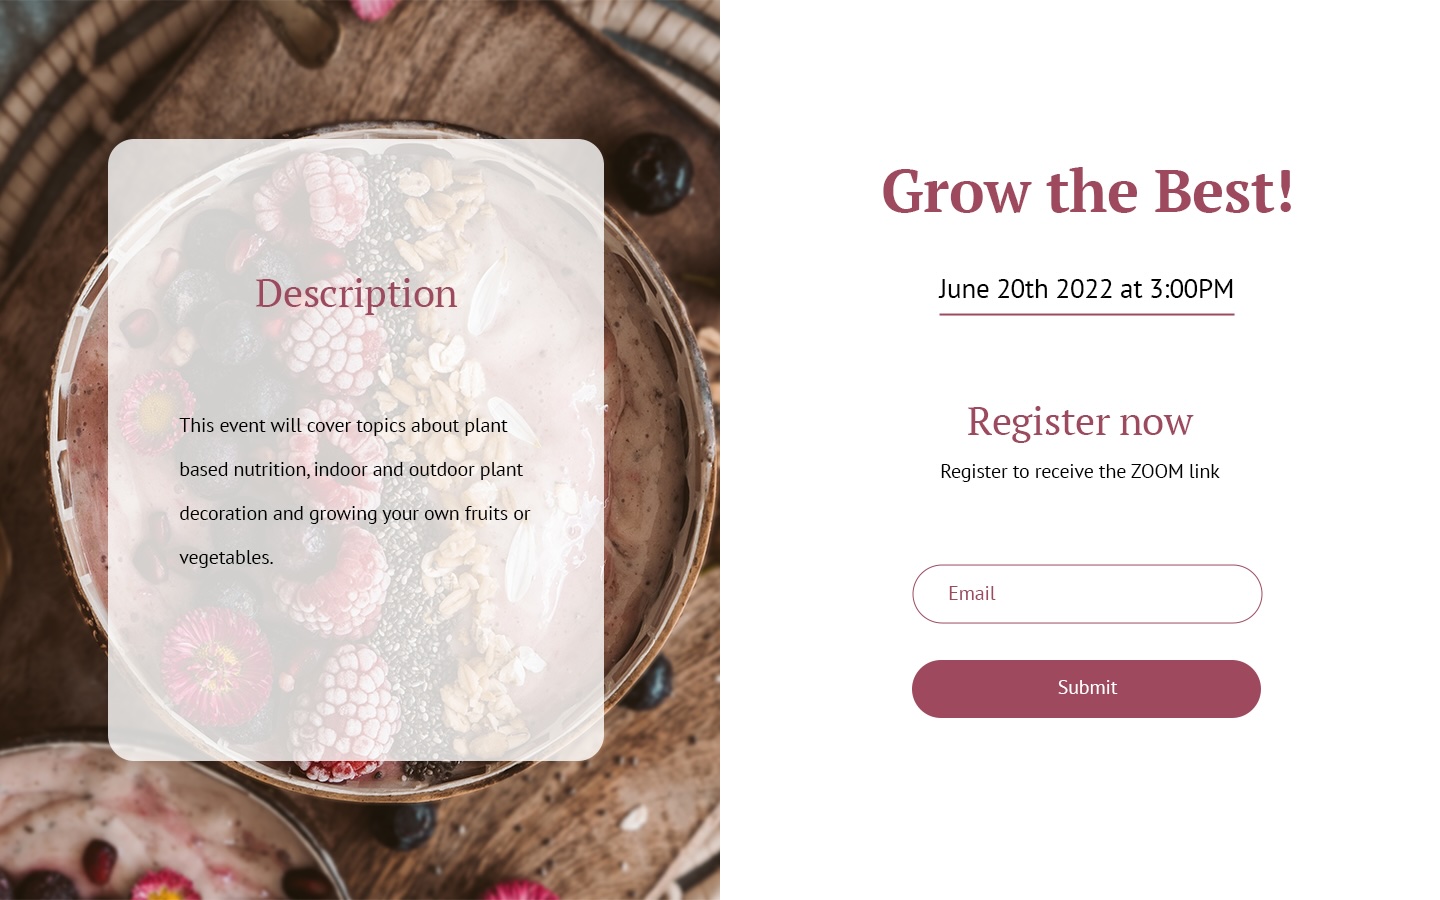 Description
This event will cover topics about plant
based nutrition, indoor and outdoor plant
decoration and growing your own fruits or
vegetables.
Grow the Best!
June 20th 2022 at 3:00PM
Register now
Register to receive the ZOOM link
Email
Submit